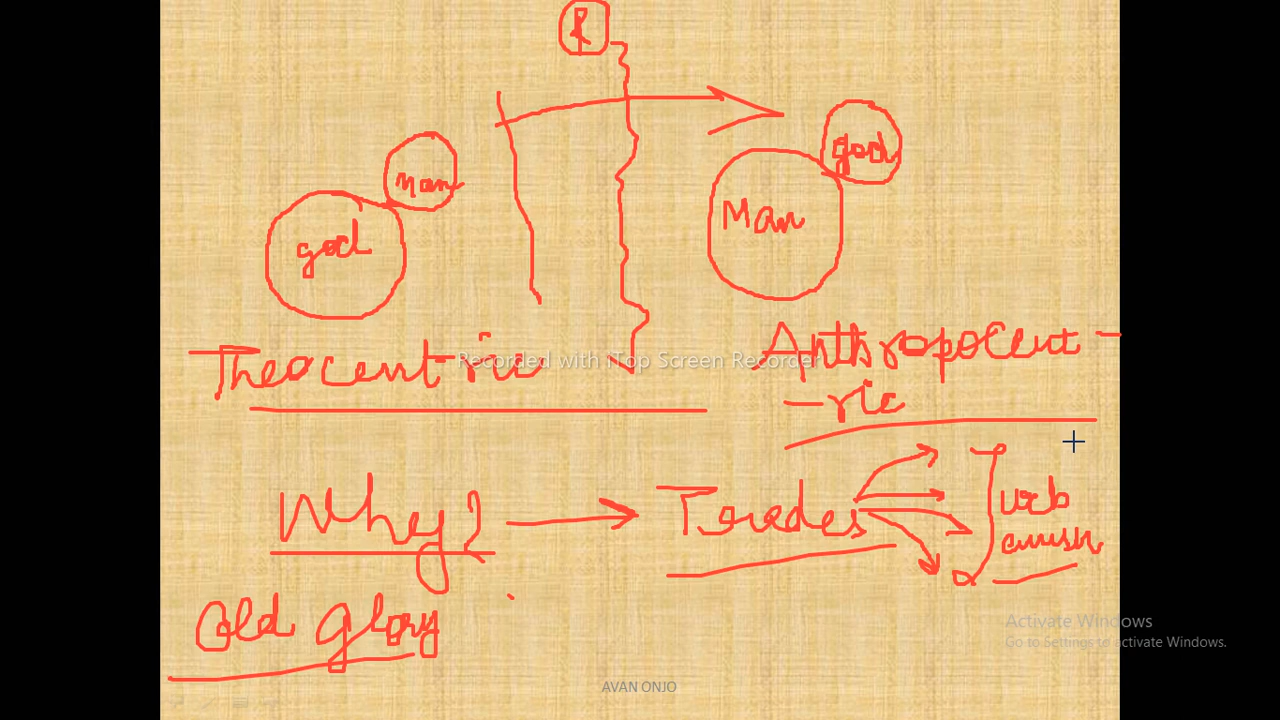 R
god
Man
god
Man
Theocentric
Anthropocent-
-ric
Recorded with iTop Screen Recorder
Why?
Trades
Old glory
Activate Windows
Go to Settings to activate Windows.
AVAN ONJO